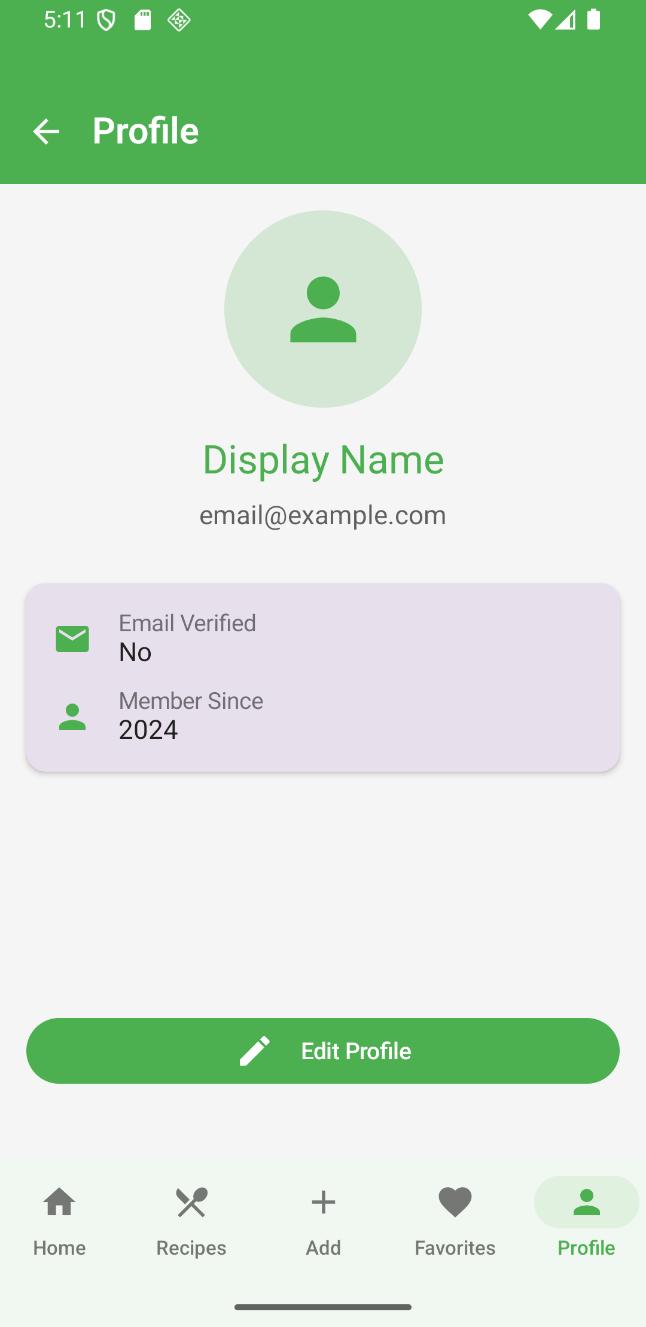 5:11
Profile
Display Name
email@example.com
Email Verified
No
Member Since
2024
Edit Profile
Home
Recipes
Add
Favorites
Profile